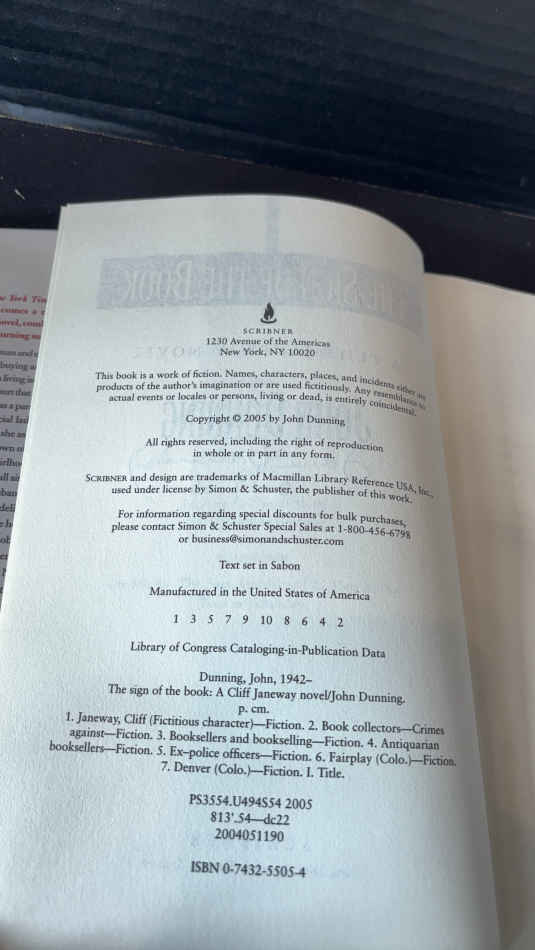 SCRIBNER
1230 Avenue of the Americas
New York, NY 10020
This book is a work of fiction. Names, characters, places, and incidents either are
products of the author's imagination or are used fictitiously. Any resemblance to
actual events or locales or persons, living or dead, is entirely coincidental.
Copyright © 2005 by John Dunning
All rights reserved, including the right of reproduction
in whole or in part in any form.
SCRIBNER and design are trademarks of Macmillan Library Reference USA, Inc.,
used under license by Simon & Schuster, the publisher of this work.
For information regarding special discounts for bulk purchases,
please contact Simon & Schuster Special Sales at 1-800-456-6798
or business@simonandschuster.com
Text set in Sabon
Manufactured in the United States of America
1 3 5 7 9 10 8 6 4 2
Library of Congress Cataloging-in-Publication Data
Dunning, John, 1942–
The sign of the book: A Cliff Janeway novel/John Dunning.
p. cm.
1. Janeway, Cliff (Fictitious character)—Fiction. 2. Book collectors—Crimes
against—Fiction. 3. Booksellers and bookselling—Fiction. 4. Antiquarian
booksellers—Fiction. 5. Ex–police officers—Fiction. 6. Fairplay (Colo.)—Fiction.
7. Denver (Colo.)—Fiction. I. Title.
PS3554.U494S54 2005
813'.54—dc22
2004051190
ISBN 0-7432-5505-4